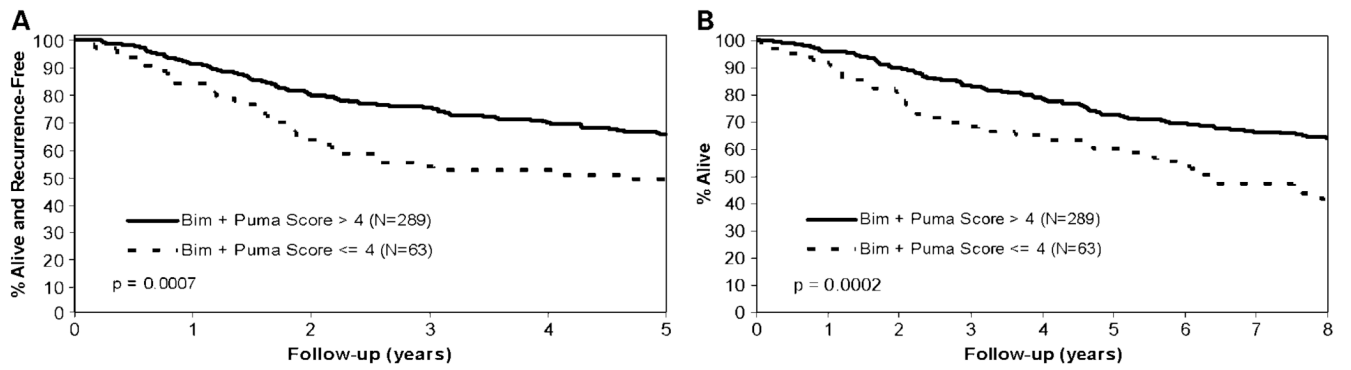 A
% Alive and Recurrence-Free
100
90
80
70
60
50
40
30
20
10
0
Bim + Puma Score > 4 (N=289)
Bim + Puma Score <= 4 (N=63)
p = 0.0007
0 1 2 3 4 5
Follow-up (years)
B
% Alive
100
90
80
70
60
50
40
30
20
10
0
Bim + Puma Score > 4 (N=289)
Bim + Puma Score <= 4 (N=63)
p = 0.0002
0 1 2 3 4 5 6 7 8
Follow-up (years)